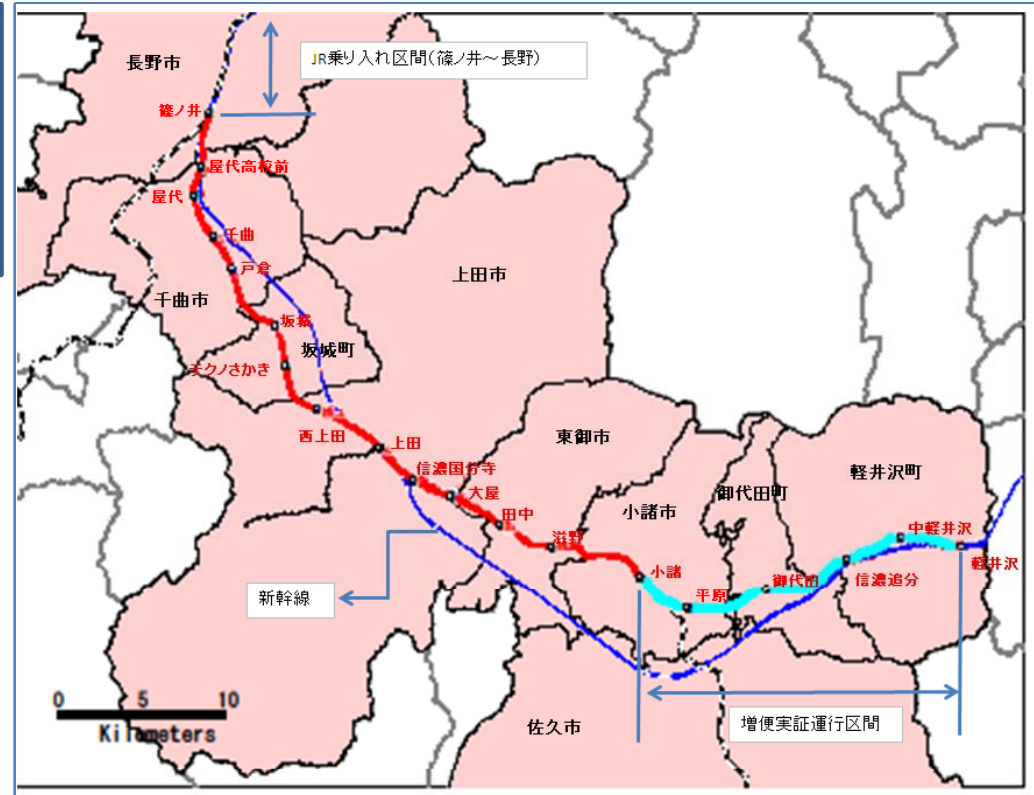 長野市
JR乗り入れ区間(篠ノ井～長野)
篠ノ井
屋代高校前
屋代
千曲
戸倉
千曲市
上田市
坂城
坂城町
テクノさかき
西上田
上田
東御市
信濃国分寺
大屋
御代田町
軽井沢町
田中
小諸市
滋野
中軽井沢
小諸
御代田
信濃追分
軽井沢
平原
新幹線
0 5 10
Kilometers
佐久市
増便実証運行区間